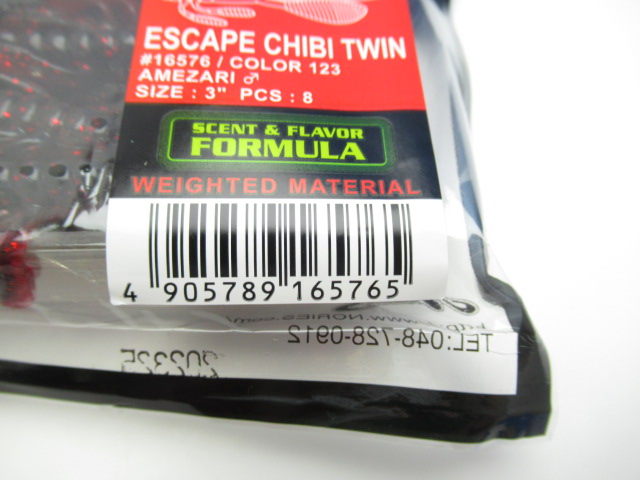 ESCAPE CHIBI TWIN
#16576 / COLOR 123
AMEZARI ♂
SIZE : 3" PCS : 8
SCENT & FLAVOR
FORMULA
WEIGHTED MATERIAL
4 905789 165765
TEL:048-728-0912